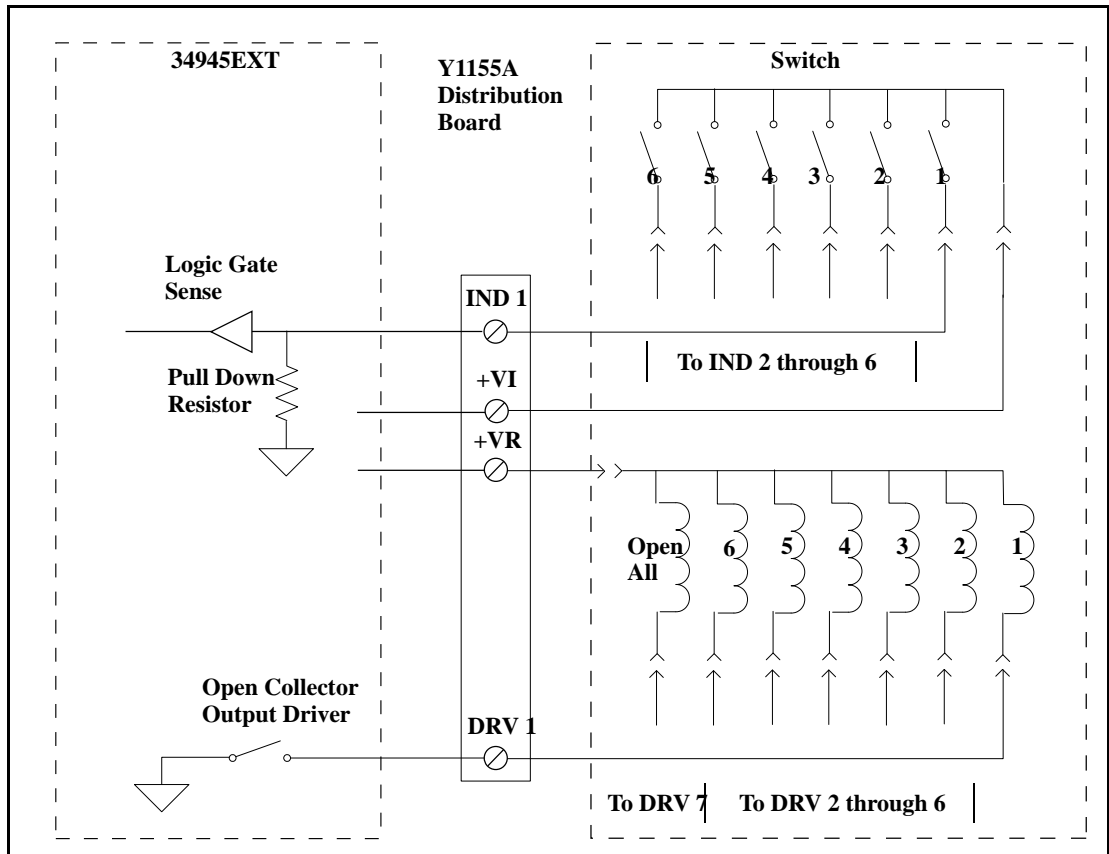 34945EXT
Y1155A
Distribution
Board
Switch
6 5 4 3 2 1
Logic Gate
Sense
IND 1
To IND 2 through 6
Pull Down
Resistor
+VI
+VR
Open
All
6 5 4 3 2 1
Open Collector
Output Driver
DRV 1
To DRV 7
To DRV 2 through 6